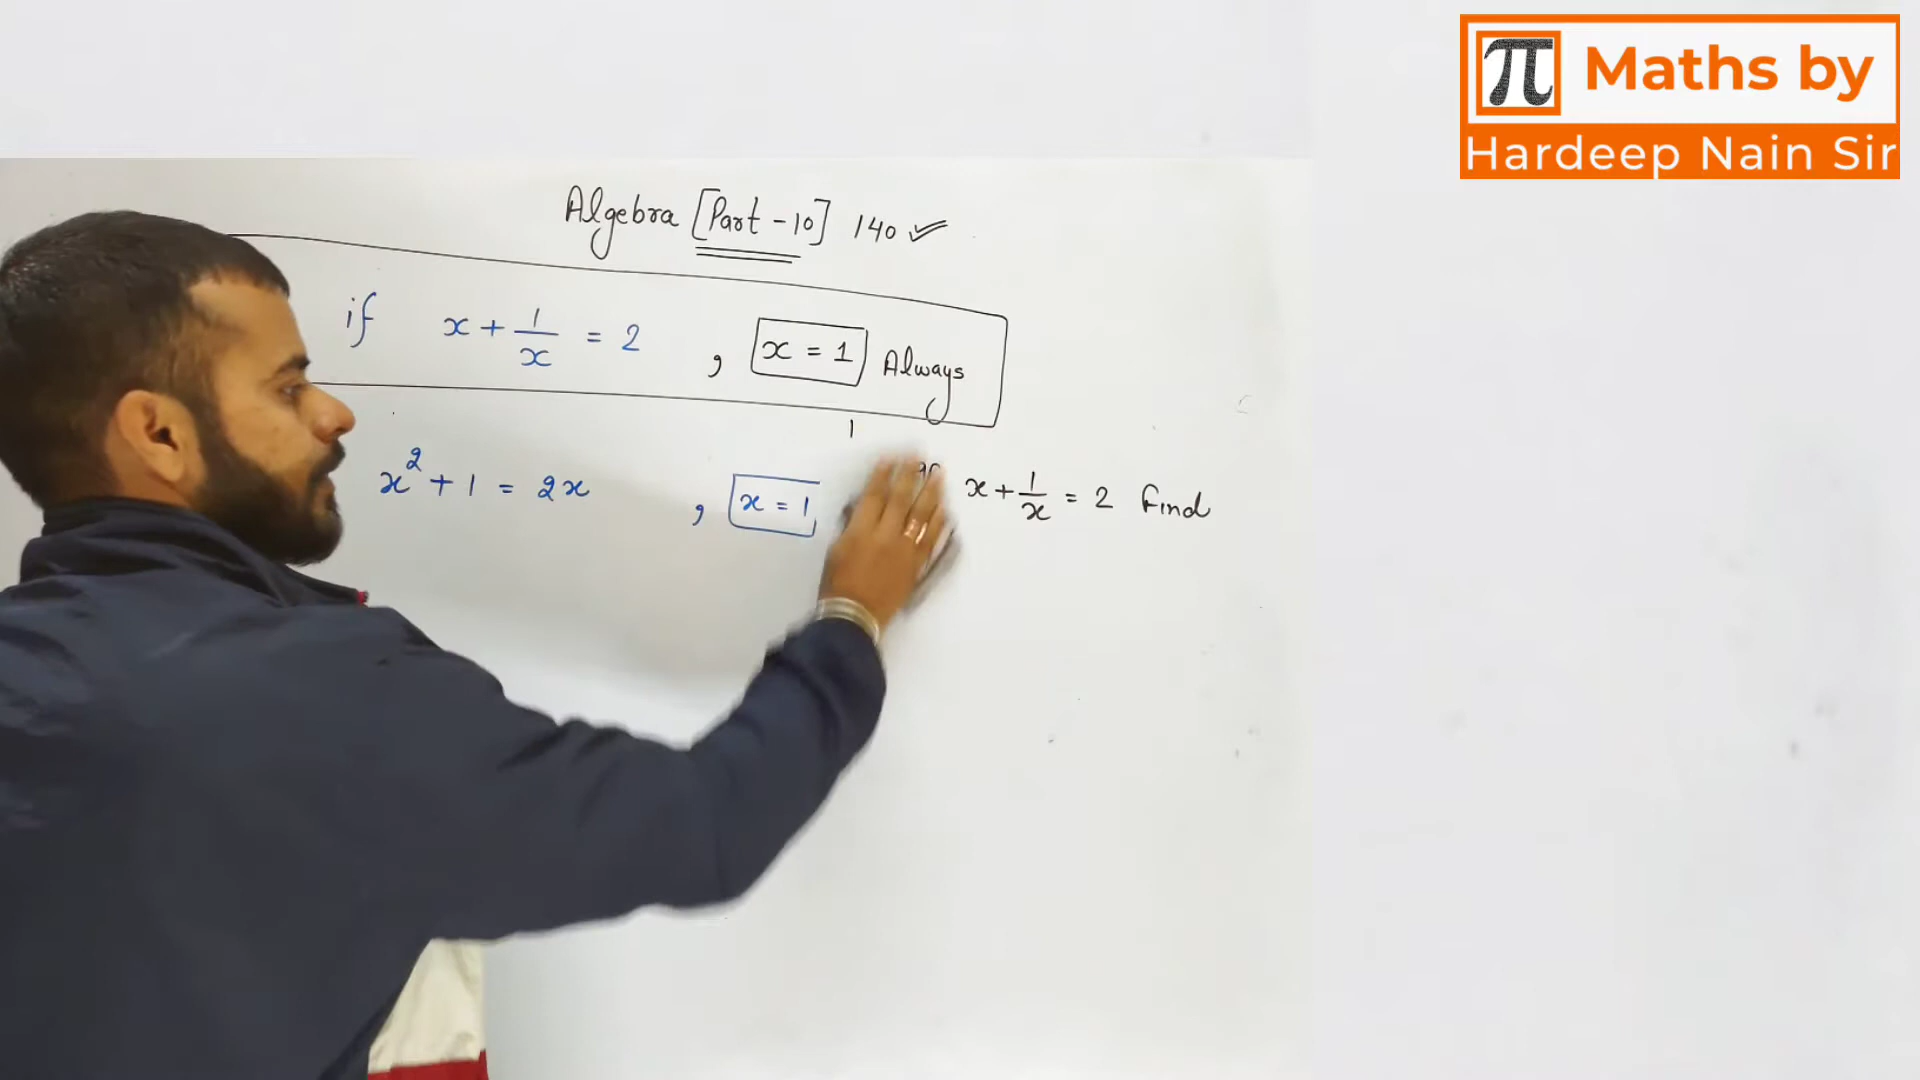 π Maths by
Hardeep Nain Sir
Algebra [Part - 10] 140 ✓
if x + 1/x = 2 , x = 1 Always
x² + 1 = 2x , x = 1
x + 1/x = 2 Find